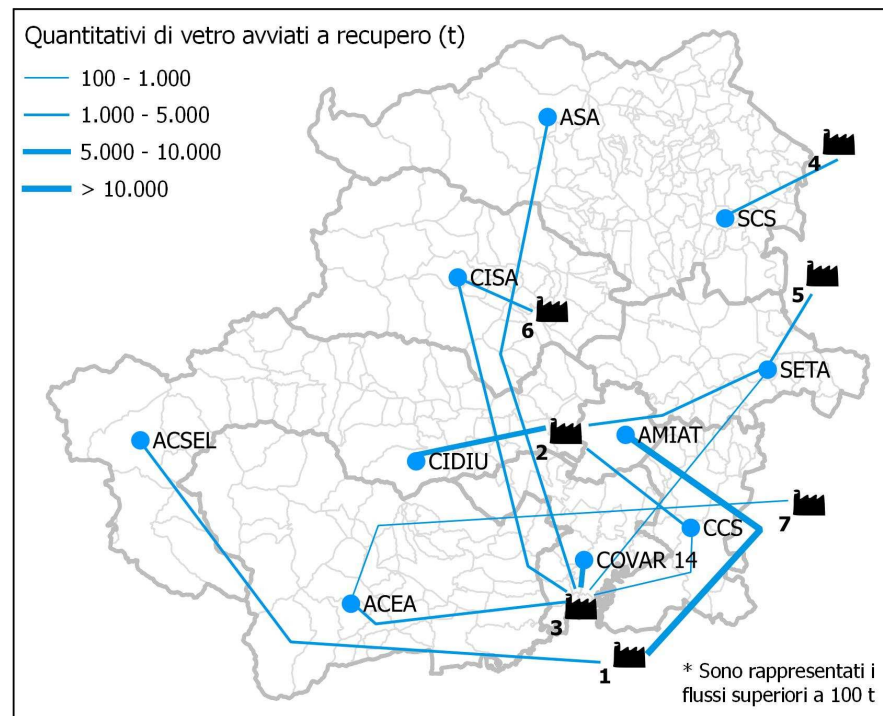 Quantitativi di vetro avviati a recupero (t)
100 - 1.000
1.000 - 5.000
5.000 - 10.000
> 10.000
ASA
4
SCS
CISA
5
6
SETA
ACSEL
2
AMIAT
CIDIU
7
CCS
COVAR 14
ACEA
3
1
* Sono rappresentati i
flussi superiori a 100 t